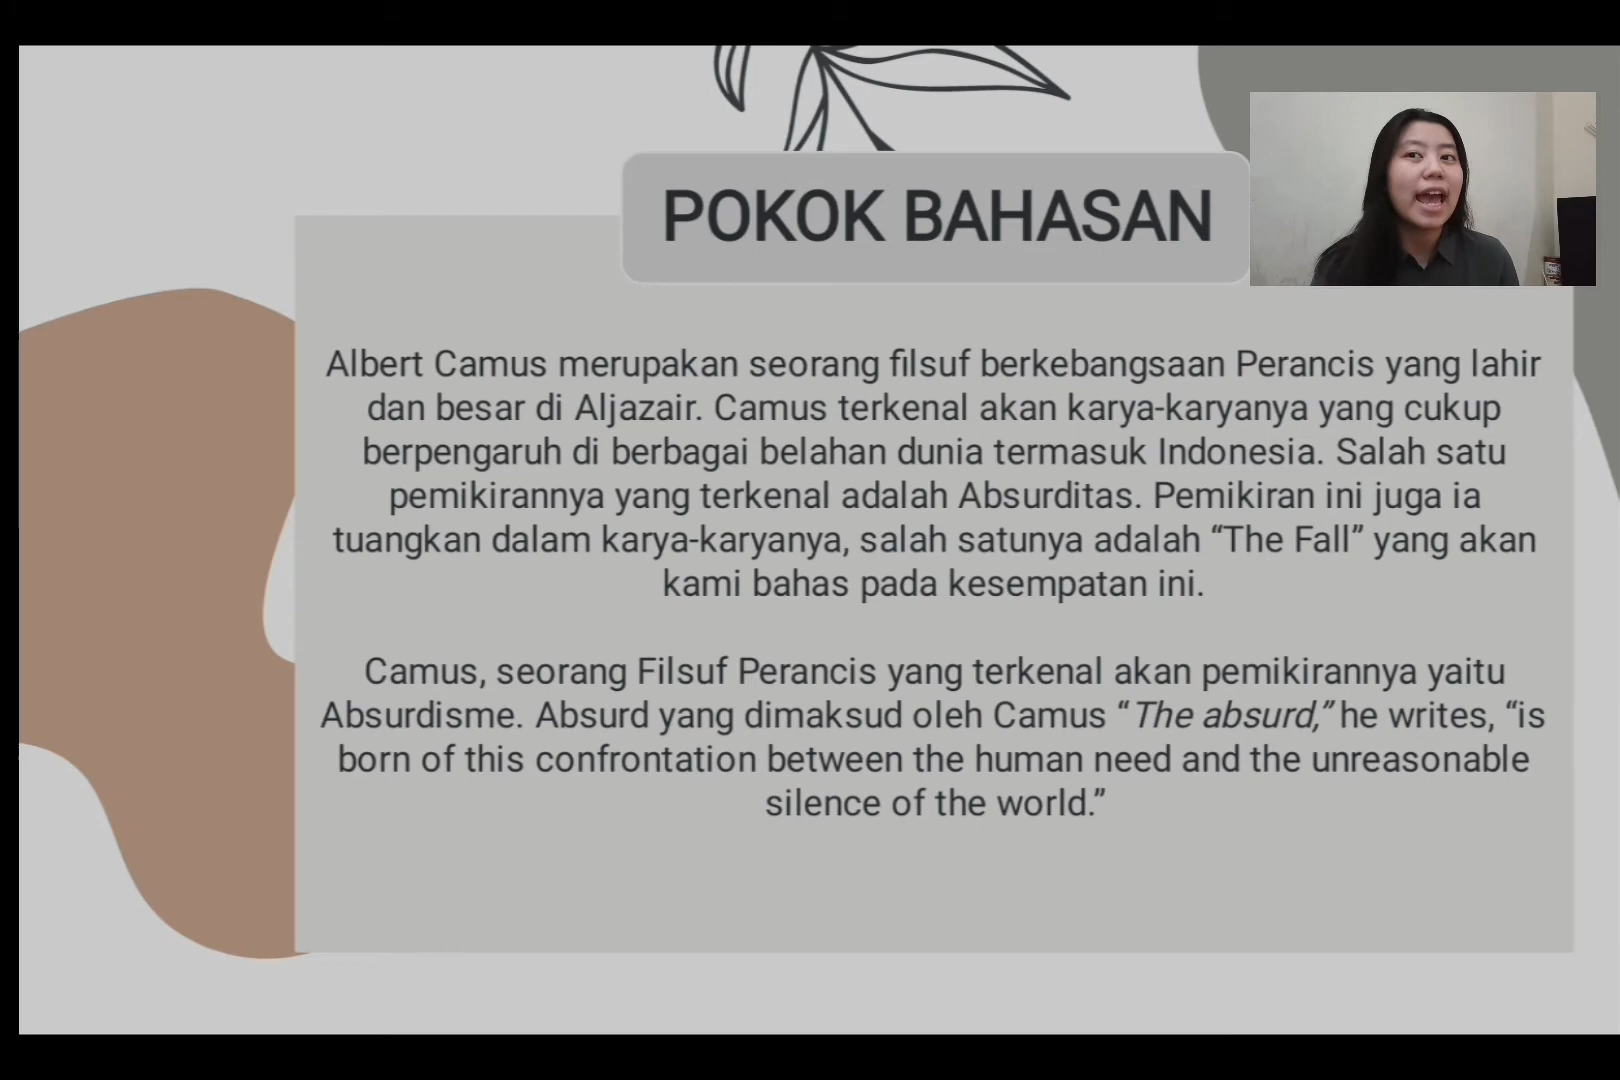 POKOK BAHASAN
Albert Camus merupakan seorang filsuf berkebangsaan Perancis yang lahir
dan besar di Aljazair. Camus terkenal akan karya-karyanya yang cukup
berpengaruh di berbagai belahan dunia termasuk Indonesia. Salah satu
pemikirannya yang terkenal adalah Absurditas. Pemikiran ini juga ia
tuangkan dalam karya-karyanya, salah satunya adalah “The Fall” yang akan
kami bahas pada kesempatan ini.
Camus, seorang Filsuf Perancis yang terkenal akan pemikirannya yaitu
Absurdisme. Absurd yang dimaksud oleh Camus “The absurd,” he writes, “is
born of this confrontation between the human need and the unreasonable
silence of the world.”